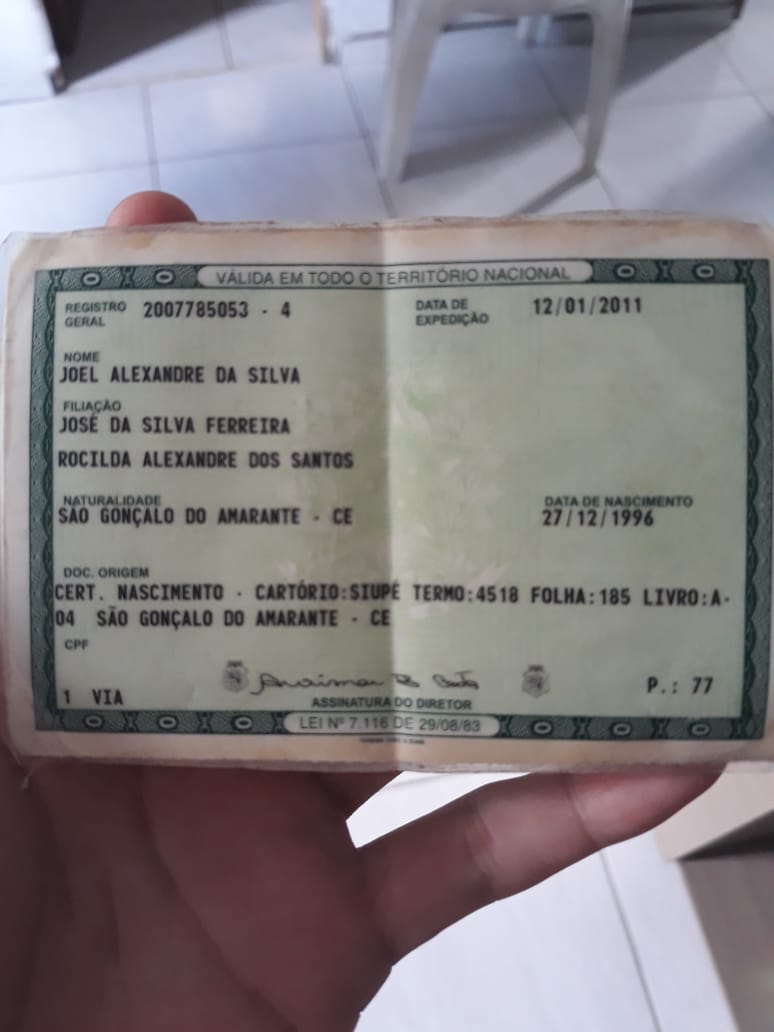 VÁLIDA EM TODO O TERRITÓRIO NACIONAL
REGISTRO GERAL 2007785053 - 4 DATA DE EXPEDIÇÃO 12/01/2011
NOME
JOEL ALEXANDRE DA SILVA
FILIAÇÃO
JOSÉ DA SILVA FERREIRA
ROCILDA ALEXANDRE DOS SANTOS
NATURALIDADE DATA DE NASCIMENTO
SÃO GONÇALO DO AMARANTE - CE 27/12/1996
DOC. ORIGEM
CERT. NASCIMENTO - CARTÓRIO:SIUPÉ TERMO:4518 FOLHA:185 LIVRO:A-
04 SÃO GONÇALO DO AMARANTE - CE
CPF
1 VIA P.: 77
ASSINATURA DO DIRETOR
LEI Nº 7.116 DE 29/08/83